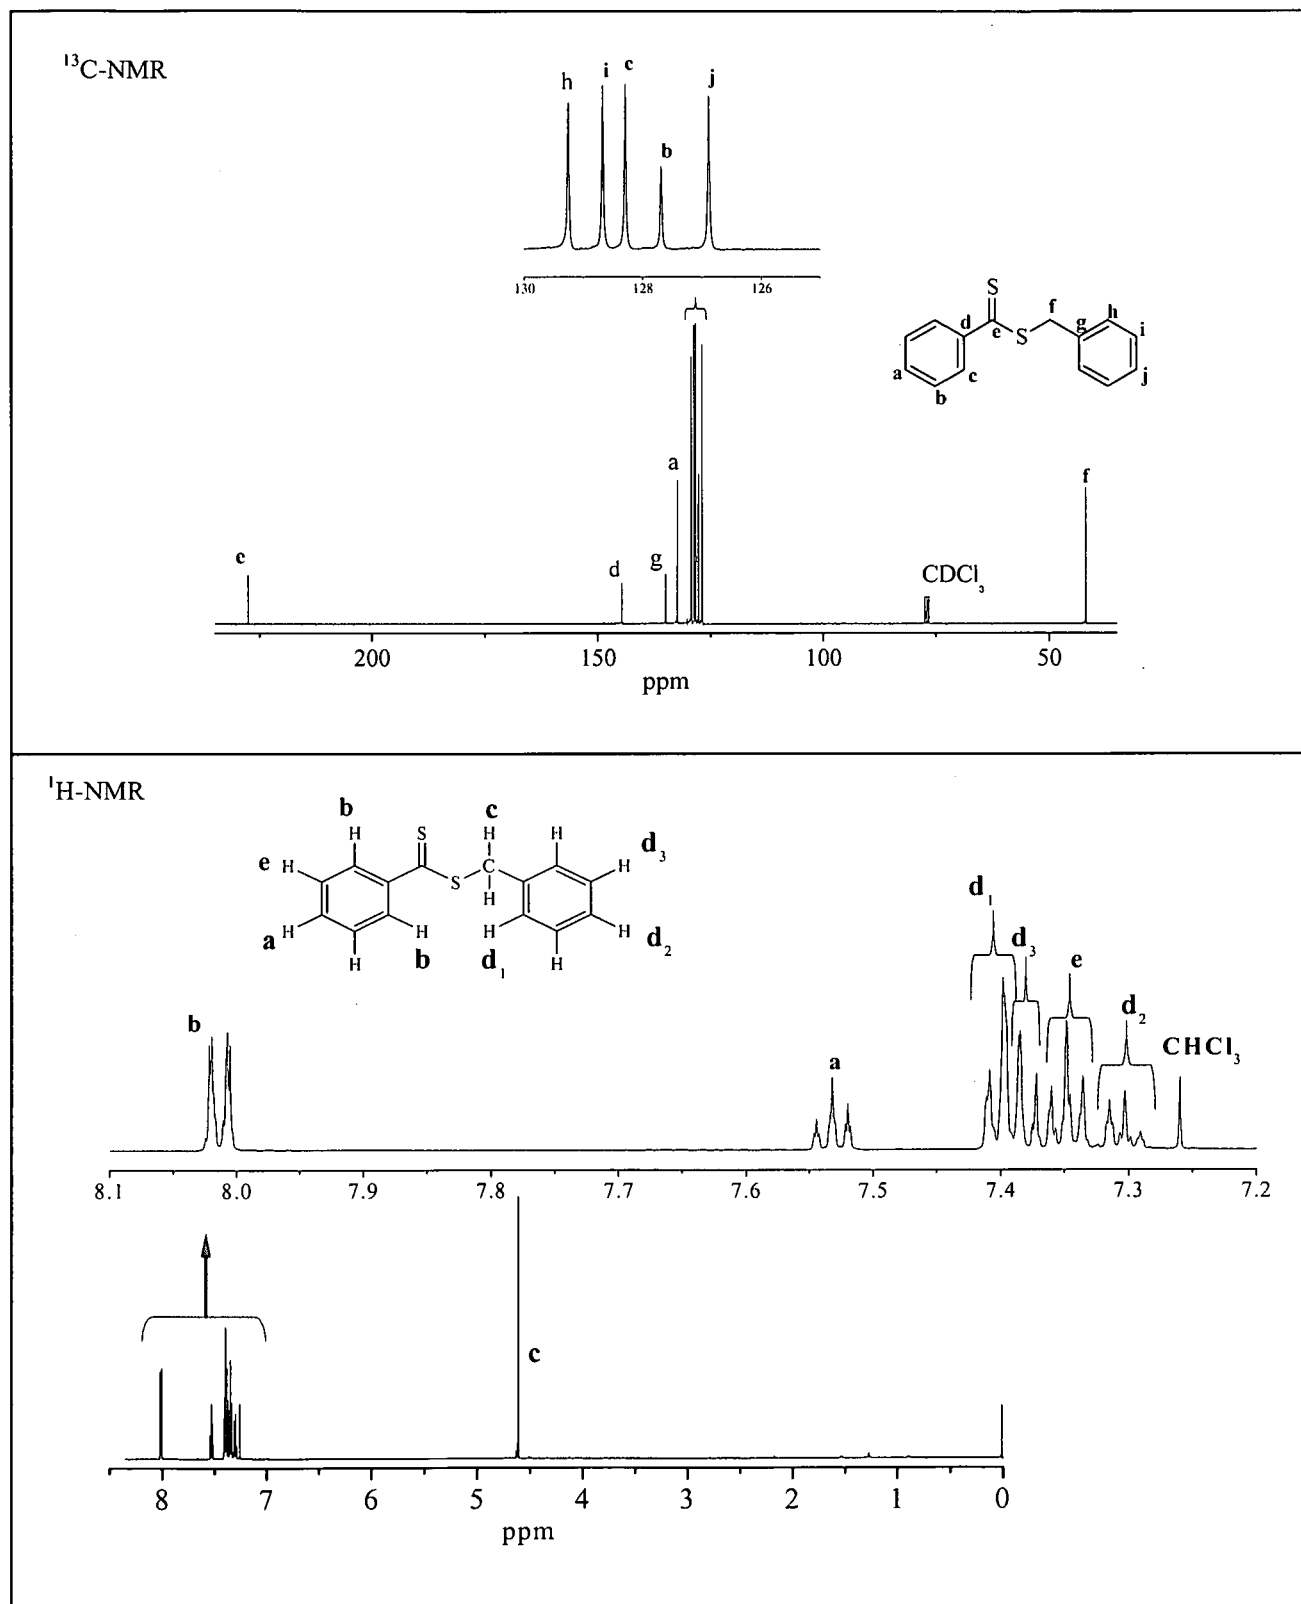 ¹³C-NMR
h i c b j
130 128 126
S
f
d e S g h
i
a c j
b
a
e d g CDCl₃ f
200 150 100 50
ppm
¹H-NMR
b c
H S H H d₃
e H C H
S H
a H H H H d₂
H b d₁ H
d₁
d₃ e
d₂ CHCl₃
b a
8.1 8.0 7.9 7.8 7.7 7.6 7.5 7.4 7.3 7.2
c
8 7 6 5 4 3 2 1 0
ppm